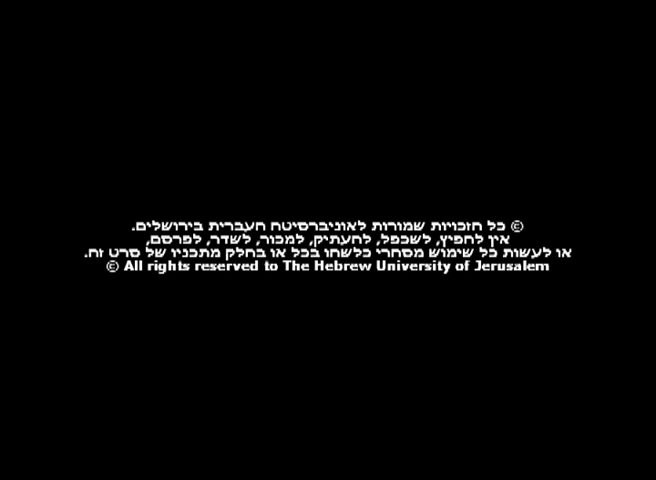 © כל הזכויות שמורות לאוניברסיטה העברית בירושלים.
אין להפיץ, לשכפל, להעתיק, למכור, לשדר, לפרסם,
או לעשות כל שימוש מסחרי כלשהו בכל או בחלק מתכניו של סרט זה.
© All rights reserved to The Hebrew University of Jerusalem